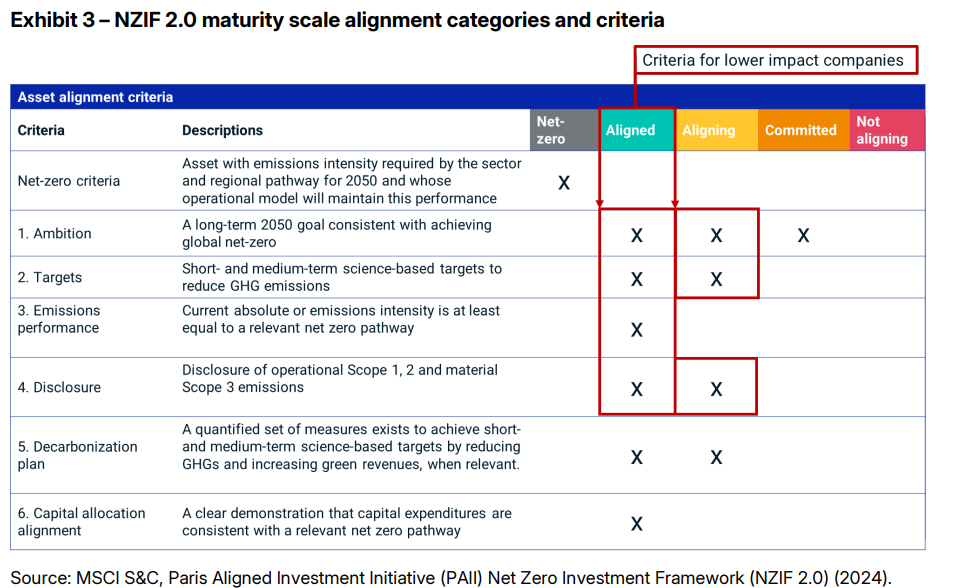 Exhibit 3 – NZIF 2.0 maturity scale alignment categories and criteria
Criteria for lower impact companies
Asset alignment criteria
Criteria Descriptions Net-zero Aligned Aligning Committed Not aligning
Net-zero criteria
Asset with emissions intensity required by the sector
and regional pathway for 2050 and whose
operational model will maintain this performance
X
1. Ambition
A long-term 2050 goal consistent with achieving
global net-zero
X X X
2. Targets
Short- and medium-term science-based targets to
reduce GHG emissions
X X
3. Emissions
performance
Current absolute or emissions intensity is at least
equal to a relevant net zero pathway
X
4. Disclosure
Disclosure of operational Scope 1, 2 and material
Scope 3 emissions
X X
5. Decarbonization
plan
A quantified set of measures exists to achieve short-
and medium-term science-based targets by reducing
GHGs and increasing green revenues, when relevant.
X X
6. Capital allocation
alignment
A clear demonstration that capital expenditures are
consistent with a relevant net zero pathway
X
Source: MSCI S&C, Paris Aligned Investment Initiative (PAII) Net Zero Investment Framework (NZIF 2.0) (2024).